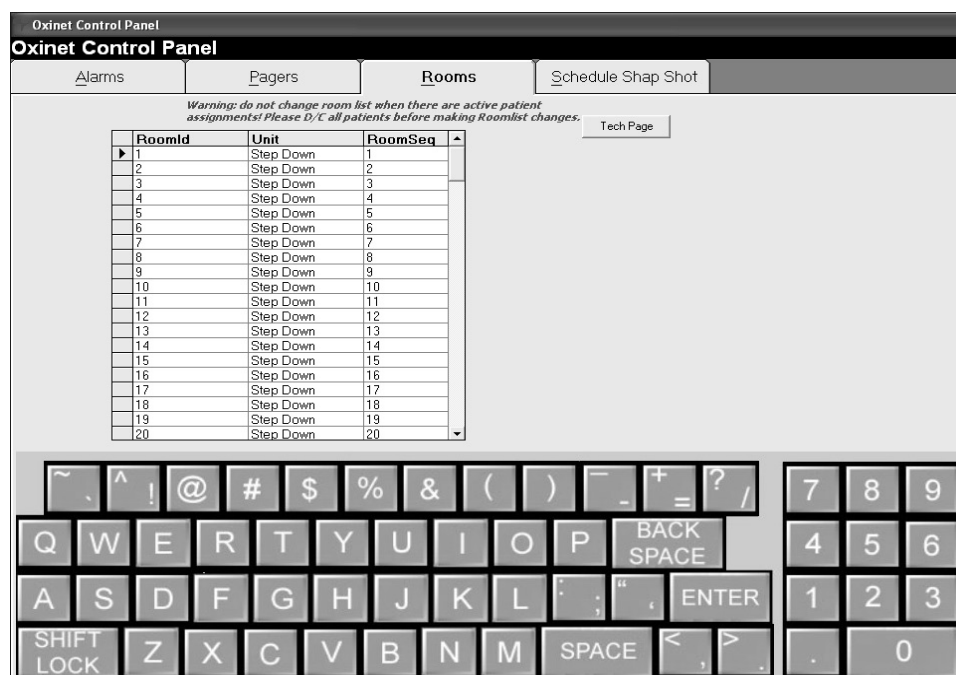 Oxinet Control Panel
Oxinet Control Panel
Alarms Pagers Rooms Schedule Shap Shot
Warning: do not change room list when there are active patient
assignments! Please D/C all patients before making Roomlist changes.
Tech Page
RoomId Unit RoomSeq
1 Step Down 1
2 Step Down 2
3 Step Down 3
4 Step Down 4
5 Step Down 5
6 Step Down 6
7 Step Down 7
8 Step Down 8
9 Step Down 9
10 Step Down 10
11 Step Down 11
12 Step Down 12
13 Step Down 13
14 Step Down 14
15 Step Down 15
16 Step Down 16
17 Step Down 17
18 Step Down 18
19 Step Down 19
20 Step Down 20
~ ` ^ ! @ # $ % & ( ) — - + = ? / 7 8 9
Q W E R T Y U I O P BACK SPACE 4 5 6
A S D F G H J K L : ; “ ‘ ENTER 1 2 3
SHIFT LOCK Z X C V B N M SPACE < , > . . 0